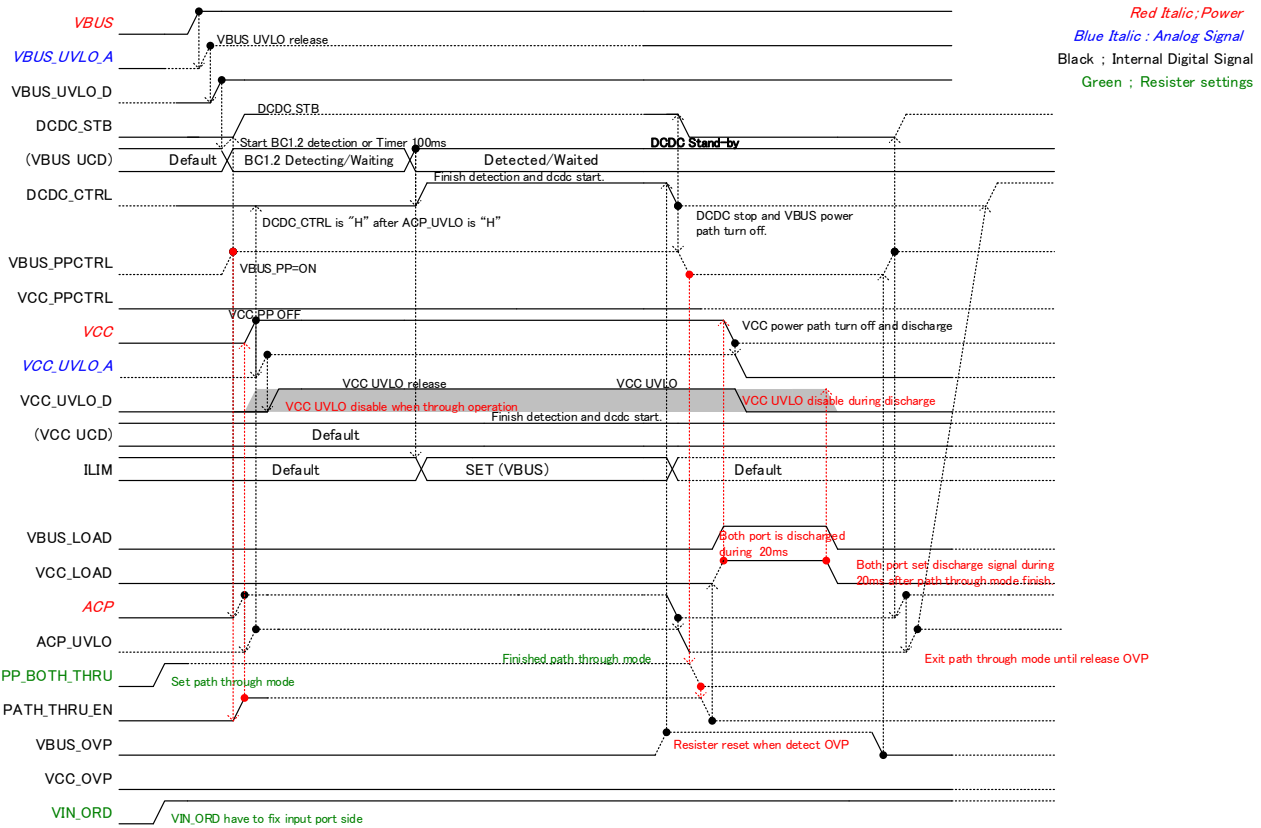 VBUS
Red Italic;Power
VBUS UVLO release
Blue Italic : Analog Signal
VBUS_UVLO_A
Black ; Internal Digital Signal
VBUS_UVLO_D
Green ; Resister settings
DCDC_STB
DCDC_STB
Start BC1.2 detection or Timer 100ms
DCDC Stand-by
(VBUS UCD)
Default
BC1.2 Detecting/Waiting
Detected/Waited
Finish detection and dcdc start.
DCDC_CTRL
DCDC_CTRL is "H" after ACP_UVLO is "H"
DCDC stop and VBUS power
path turn off.
VBUS_PPCTRL
VBUS_PP=ON
VCC_PPCTRL
VCC PP OFF
VCC
VCC power path turn off and discharge
VCC_UVLO_A
VCC UVLO release
VCC UVLO
VCC_UVLO_D
VCC UVLO disable when through operation
VCC UVLO disable during discharge
Finish detection and dcdc start.
(VCC UCD)
Default
ILIM
Default
SET (VBUS)
Default
VBUS_LOAD
Both port is discharged
during 20ms
VCC_LOAD
Both port set discharge signal during
20ms after path through mode finish.
ACP
ACP_UVLO
Finished path through mode
Exit path through mode until release OVP
PP_BOTH_THRU
Set path through mode
PATH_THRU_EN
VBUS_OVP
Resister reset when detect OVP
VCC_OVP
VIN_ORD
VIN_ORD have to fix input port side